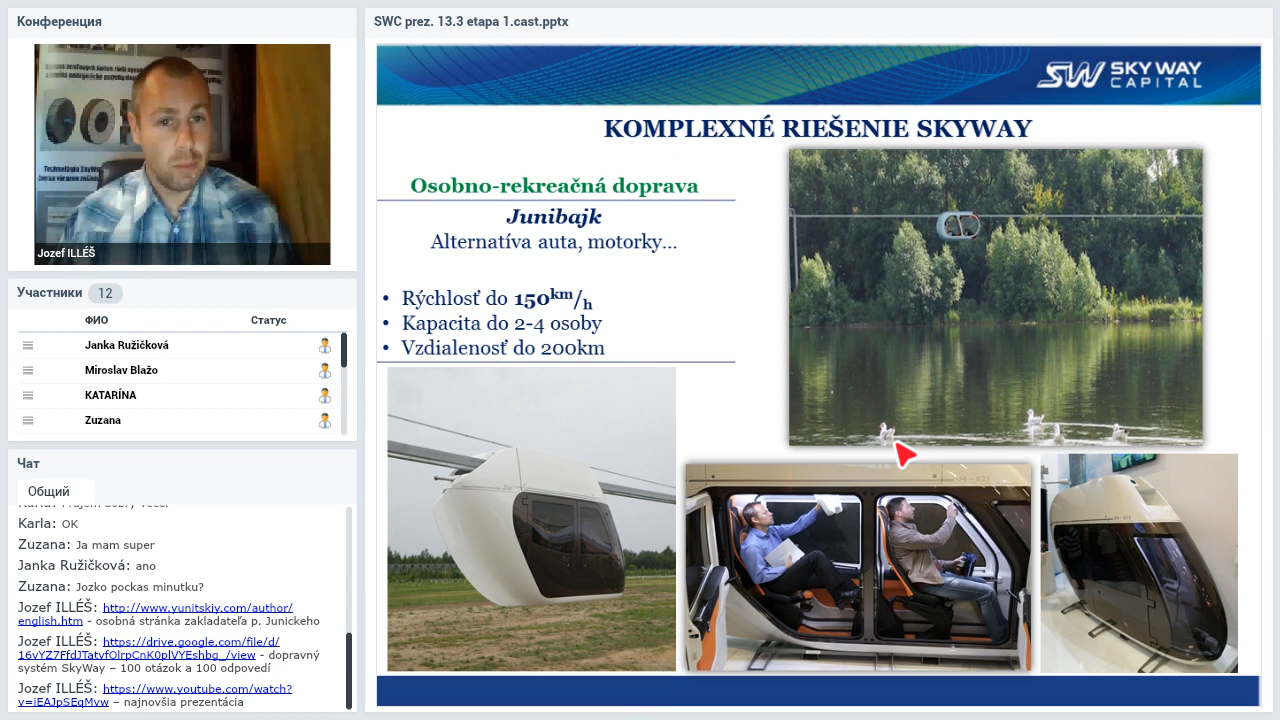 Конференция
Jozef ILLÉŠ
Участники 12
ФИО Статус
Janka Ružičková
Miroslav Blažo
KATARÍNA
Zuzana
Чат
Общий
Karla: OK
Zuzana: Ja mam super
Janka Ružičková: ano
Zuzana: Jozko pockas minutku?
Jozef ILLÉŠ: http://www.yunitskiy.com/author/
english.htm - osobná stránka zakladateľa p. Junickeho
Jozef ILLÉŠ: https://drive.google.com/file/d/
- dopravný
systém SkyWay – 100 otázok a 100 odpovedí
Jozef ILLÉŠ: https://www.youtube.com/watch?
– najnovšia prezentácia
SWC prez. 13.3 etapa 1.cast.pptx
SW SKY WAY
CAPITAL
KOMPLEXNÉ RIEŠENIE SKYWAY
Osobno-rekreačná doprava
Junibajk
Alternatíva auta, motorky...
• Rýchlosť do 150km/h
• Kapacita do 2-4 osoby
• Vzdialenosť do 200km